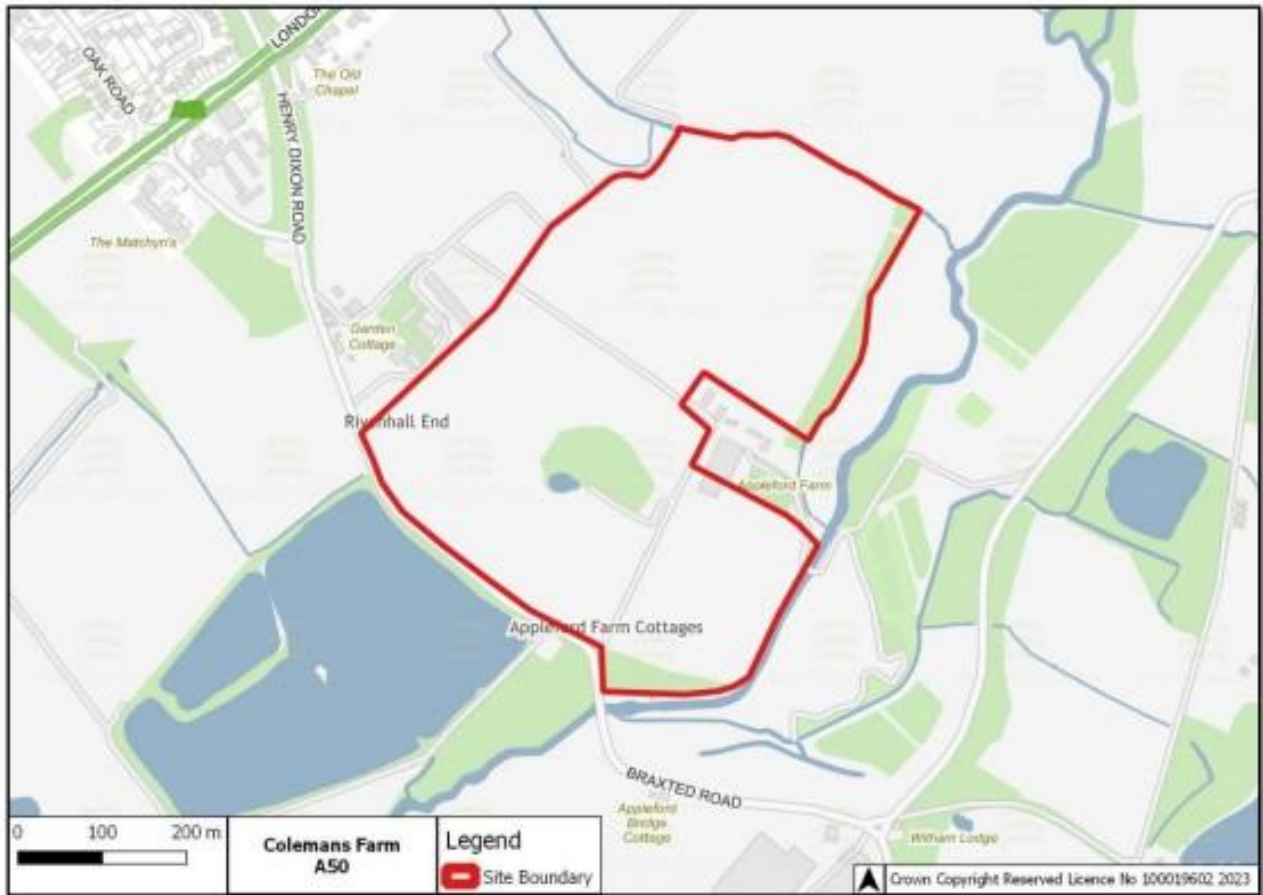 LONDON
OAK ROAD
The Old
Chapel
HENRY DIXON ROAD
The Matchyn's
Garden
Cottage
Rivenhall End
Appleford Farm
Appleford Farm Cottages
BRAXTED ROAD
Appleford
Bridge
Cottage
Witham Lodge
0 100 200 m
Colemans Farm
A50
Legend
Site Boundary
Crown Copyright Reserved Licence No 100019602 2023